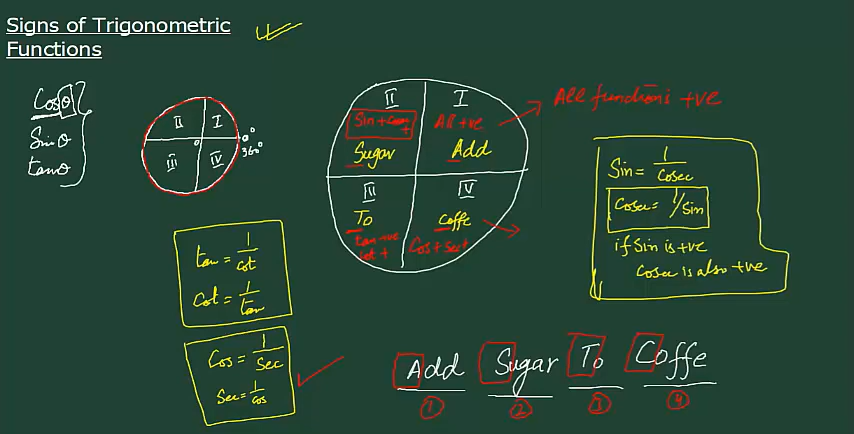 Signs of Trigonometric
Functions
Cosθ
Sinθ
tanθ
II I
III IV
0
0°
360°
II
Sin + Cosec +
Sugar
I
All +ve
Add
All functions +ve
II
To
tan +ve
Cot +
IV
Coffe
Cos + Sec +
Sin = 1/Cosec
Cosec = 1/Sin
if Sin is +ve
Cosec is also +ve
tan = 1/Cot
Cot = 1/tan
Cos = 1/Sec
Sec = 1/Cos
Add Sugar To Coffe
1 2 3 4